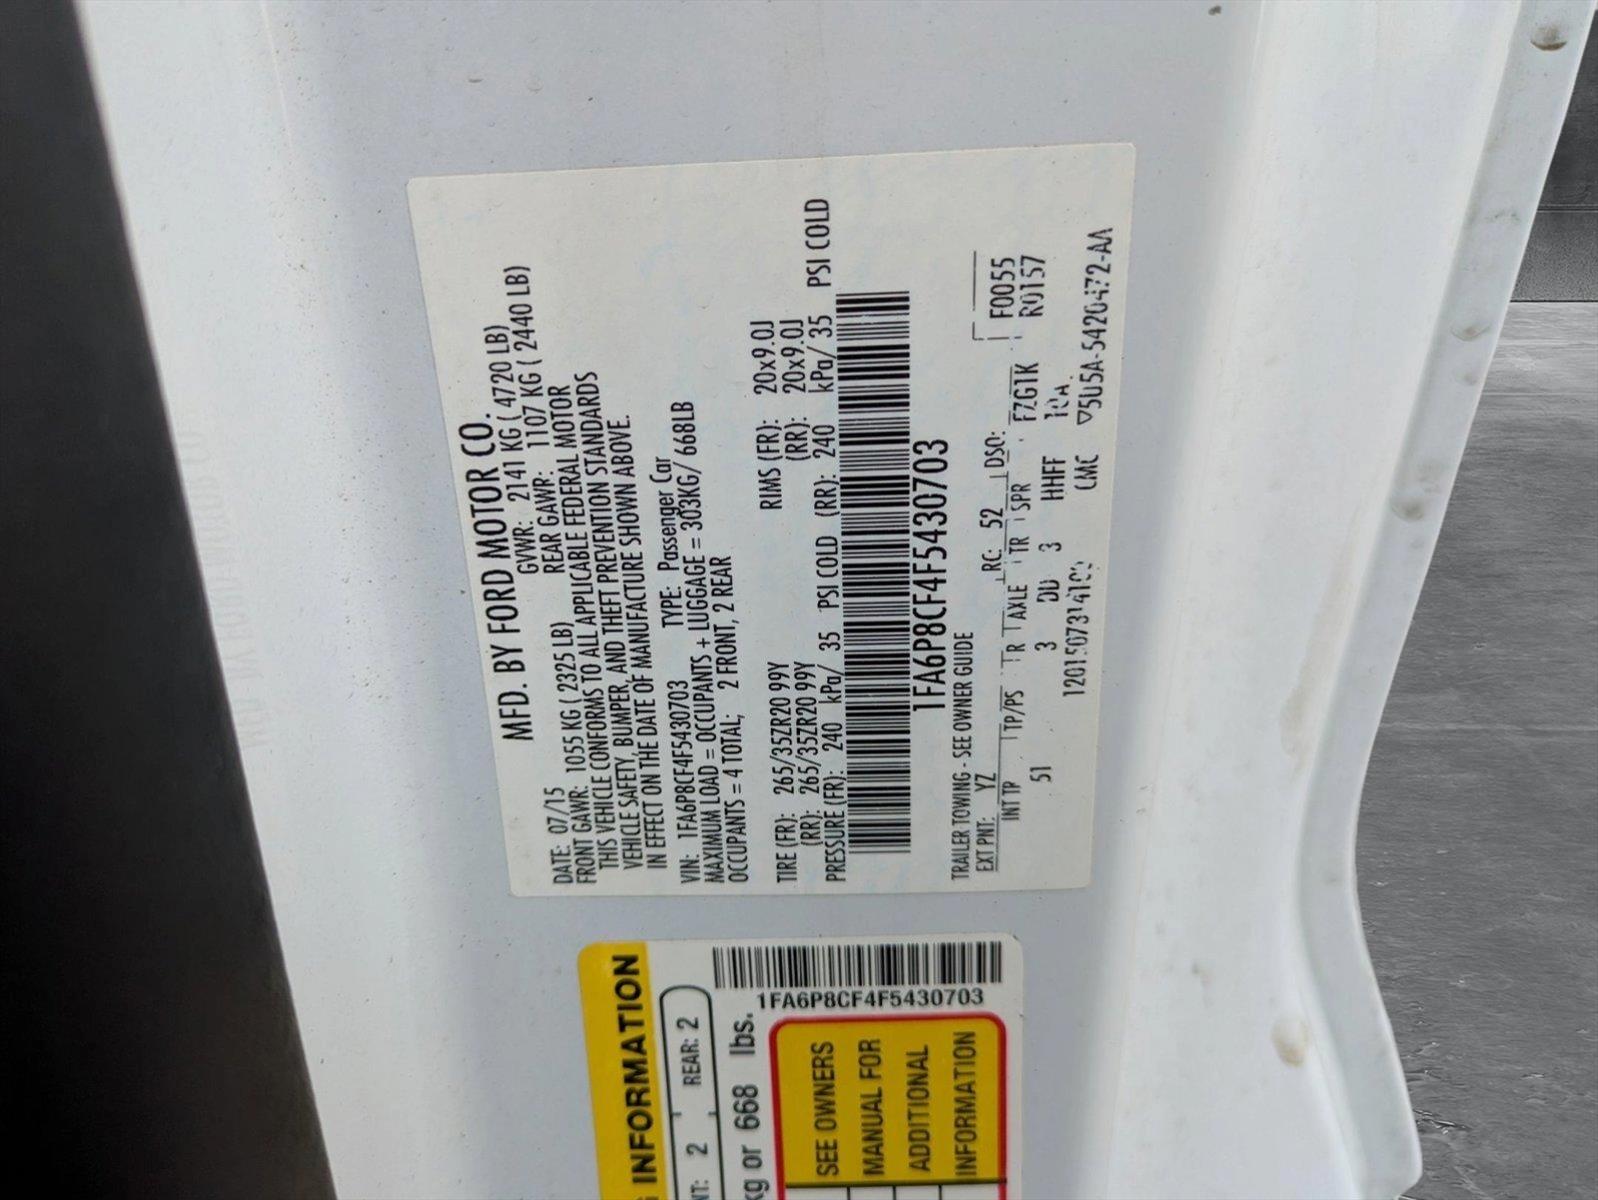 MFD. BY FORD MOTOR CO.
DATE: 07/15 GVWR: 2141 KG ( 4720 LB)
FRONT GAWR: 1055 KG ( 2325 LB) REAR GAWR: 1107 KG ( 2440 LB)
THIS VEHICLE CONFORMS TO ALL APPLICABLE FEDERAL MOTOR
VEHICLE SAFETY, BUMPER, AND THEFT PREVENTION STANDARDS
IN EFFECT ON THE DATE OF MANUFACTURE SHOWN ABOVE.
VIN: 1FA6P8CF4F5430703 TYPE: Passenger Car
MAXIMUM LOAD = OCCUPANTS + LUGGAGE = 303KG/ 668LB
OCCUPANTS = 4 TOTAL; 2 FRONT, 2 REAR
TIRE (FR): 265/35ZR20 99Y RIMS (FR): 20x9.0J
(RR): 265/35ZR20 99Y (RR): 20x9.0J
PRESSURE (FR): 240 kPa/ 35 PSI COLD (RR): 240 kPa/ 35 PSI COLD
1FA6P8CF4F5430703
TRAILER TOWING - SEE OWNER GUIDE
EXT PNT: YZ RC: 52 DSO: F0055
INT TP TP/PS R AXLE TR SPR FZG1K R0157
51 3 3 HHFF
CMC 5U5A-5420472-AA
INFORMATION
1FA6P8CF4F5430703
2 REAR: 2
kg or 668 lbs.
SEE OWNERS
MANUAL FOR
ADDITIONAL
INFORMATION